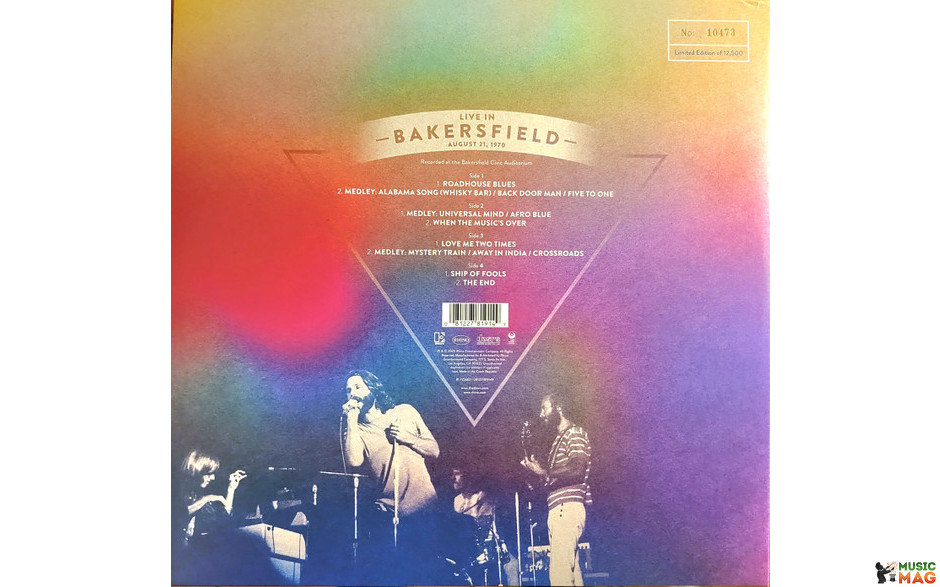 No: 10473
Limited Edition of 12,500
LIVE IN
—BAKERSFIELD—
AUGUST 21, 1970
Recorded at the Bakersfield Civic Auditorium
Side 1
1. ROADHOUSE BLUES
2. MEDLEY: ALABAMA SONG (WHISKY BAR) / BACK DOOR MAN / FIVE TO ONE
Side 2
1. MEDLEY: UNIVERSAL MIND / AFRO BLUE
2. WHEN THE MUSIC'S OVER
Side 3
1. LOVE ME TWO TIMES
2. MEDLEY: MYSTERY TRAIN / AWAY IN INDIA / CROSSROADS
Side 4
1. SHIP OF FOOLS
2. THE END
81227 81914
RHINO
MUSIC
MAG